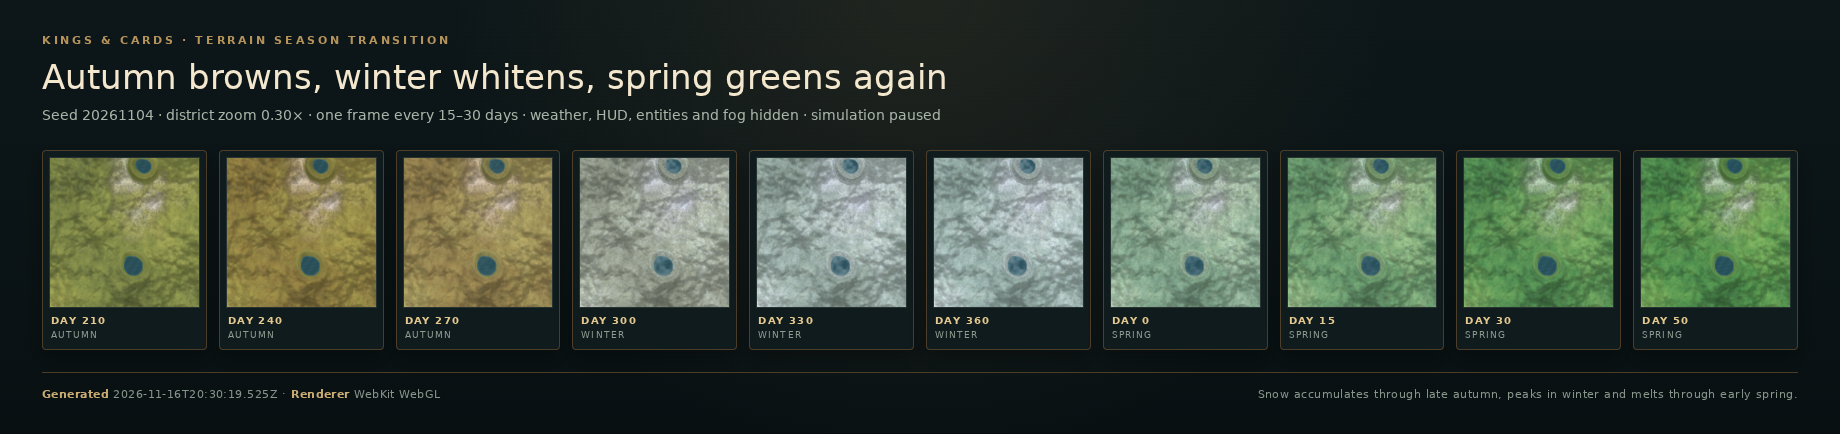 KINGS & CARDS · TERRAIN SEASON TRANSITION
Autumn browns, winter whitens, spring greens again
Seed 20261104 · district zoom 0.30× · one frame every 15–30 days · weather, HUD, entities and fog hidden · simulation paused
DAY 210
AUTUMN
DAY 240
AUTUMN
DAY 270
AUTUMN
DAY 300
WINTER
DAY 330
WINTER
DAY 360
WINTER
DAY 0
SPRING
DAY 15
SPRING
DAY 30
SPRING
DAY 50
SPRING
Generated 2026-11-16T20:30:19.525Z · Renderer WebKit WebGL
Snow accumulates through late autumn, peaks in winter and melts through early spring.